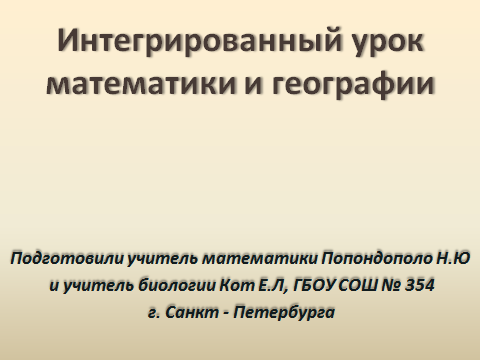 Интегрированный урок
математики и географии
Подготовили учитель математики Попондополо Н.Ю
и учитель биологии Кот Е.Л, ГБОУ СОШ № 354
г. Санкт - Петербурга